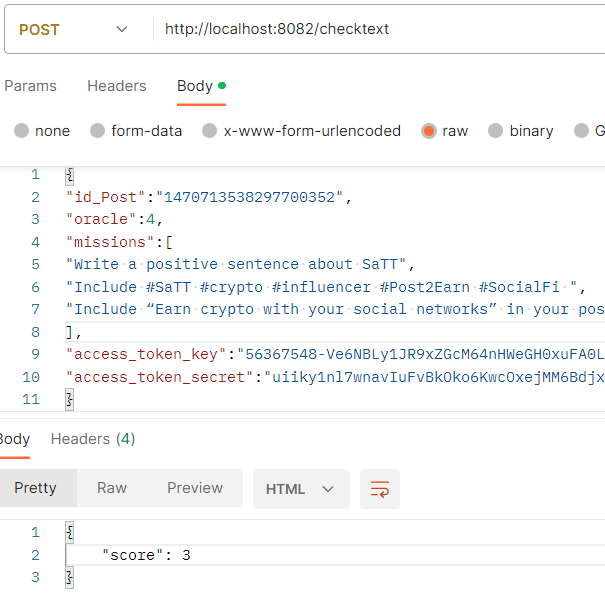 POST http://localhost:8082/checktext
Params Headers Body
none form-data x-www-form-urlencoded raw binary G
1 {
2 "id_Post":"1470713538297700352",
3 "oracle":4,
4 "missions":[
5 "Write a positive sentence about SaTT",
6 "Include #SaTT #crypto #influencer #Post2Earn #SocialFi ",
7 "Include “Earn crypto with your social networks” in your pos
8 ],
9 "access_token_key":"56367548-Ve6NBLy1JR9xZGcM64nHWeGH0xuFA0L
10 "access_token_secret":"uiiky1nl7wnavIuFvBkOko6KwcOxejMM6Bdjx
11 }
Body Headers (4)
Pretty Raw Preview HTML
1 {
2 "score": 3
3 }